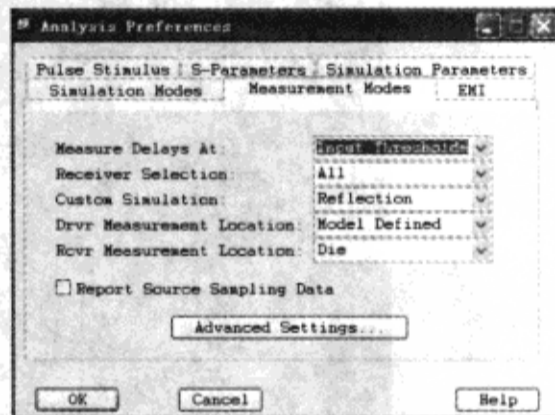 Analysis Preferences
Pulse Stimulus S-Parameters Simulation Parameters
Simulation Modes Measurement Modes EMI
Measure Delays At: Input Thresholds
Receiver Selection: All
Custom Simulation: Reflection
Drvr Measurement Location: Model Defined
Rcvr Measurement Location: Die
Report Source Sampling Data
Advanced Settings...
OK Cancel Help